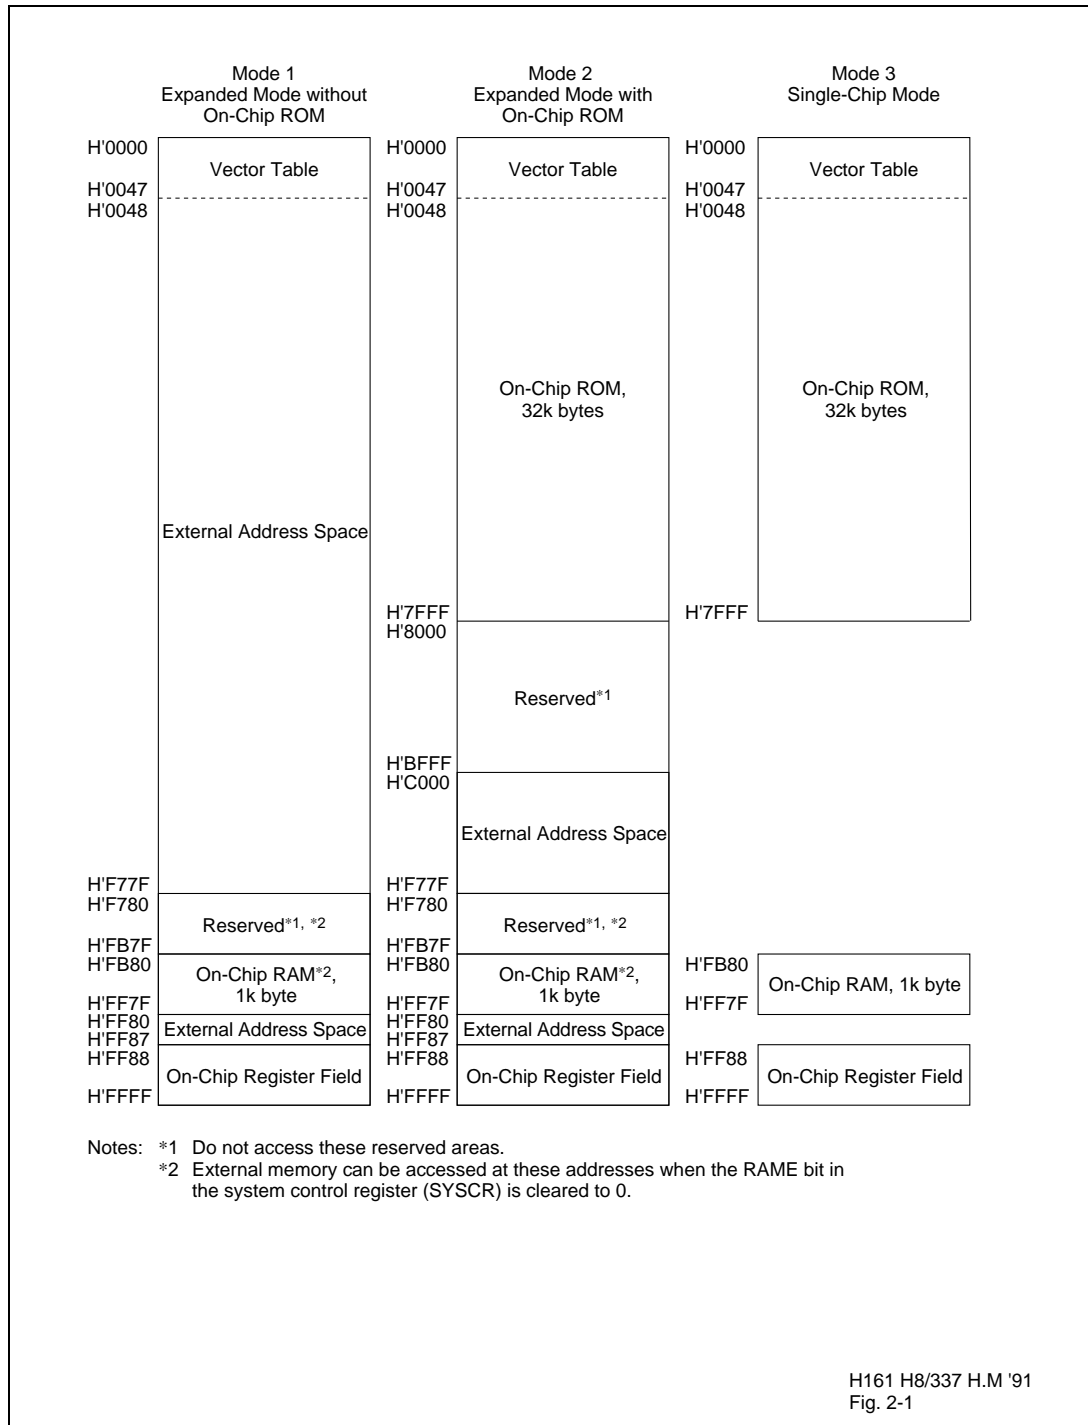 Mode 1
Expanded Mode without
On-Chip ROM
H'0000
Vector Table
H'0047
H'0048
External Address Space
H'F77F
H'F780
Reserved*1, *2
H'FB7F
H'FB80
On-Chip RAM*2,
1k byte
H'FF7F
H'FF80
External Address Space
H'FF87
H'FF88
On-Chip Register Field
H'FFFF
Mode 2
Expanded Mode with
On-Chip ROM
H'0000
Vector Table
H'0047
H'0048
On-Chip ROM,
32k bytes
H'7FFF
H'8000
Reserved*1
H'BFFF
H'C000
External Address Space
H'F77F
H'F780
Reserved*1, *2
H'FB7F
H'FB80
On-Chip RAM*2,
1k byte
H'FF7F
H'FF80
External Address Space
H'FF87
H'FF88
On-Chip Register Field
H'FFFF
Mode 3
Single-Chip Mode
H'0000
Vector Table
H'0047
H'0048
On-Chip ROM,
32k bytes
H'7FFF
H'FB80
On-Chip RAM, 1k byte
H'FF7F
H'FF88
On-Chip Register Field
H'FFFF
Notes: *1 Do not access these reserved areas.
*2 External memory can be accessed at these addresses when the RAME bit in
the system control register (SYSCR) is cleared to 0.
H161 H8/337 H.M '91
Fig. 2-1